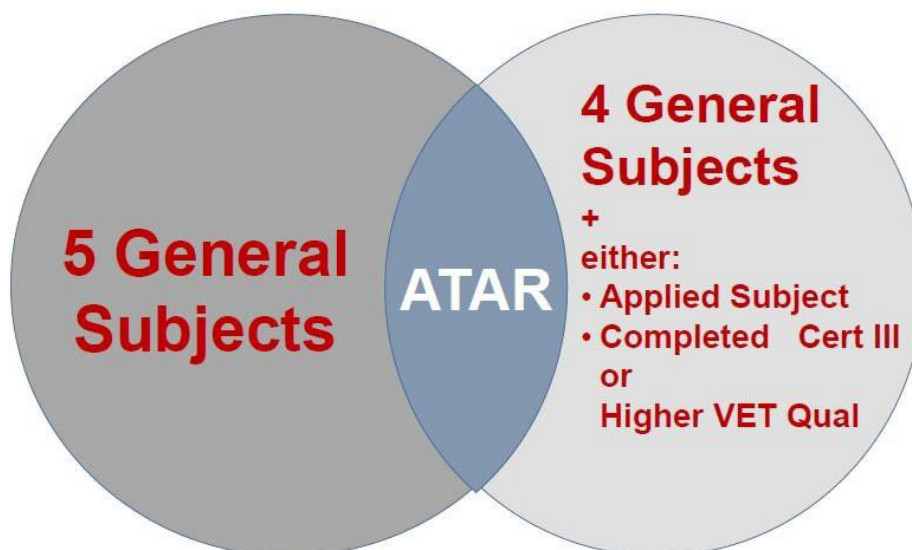 5 General
Subjects
ATAR
4 General
Subjects
+
either:
• Applied Subject
• Completed Cert III
or
Higher VET Qual